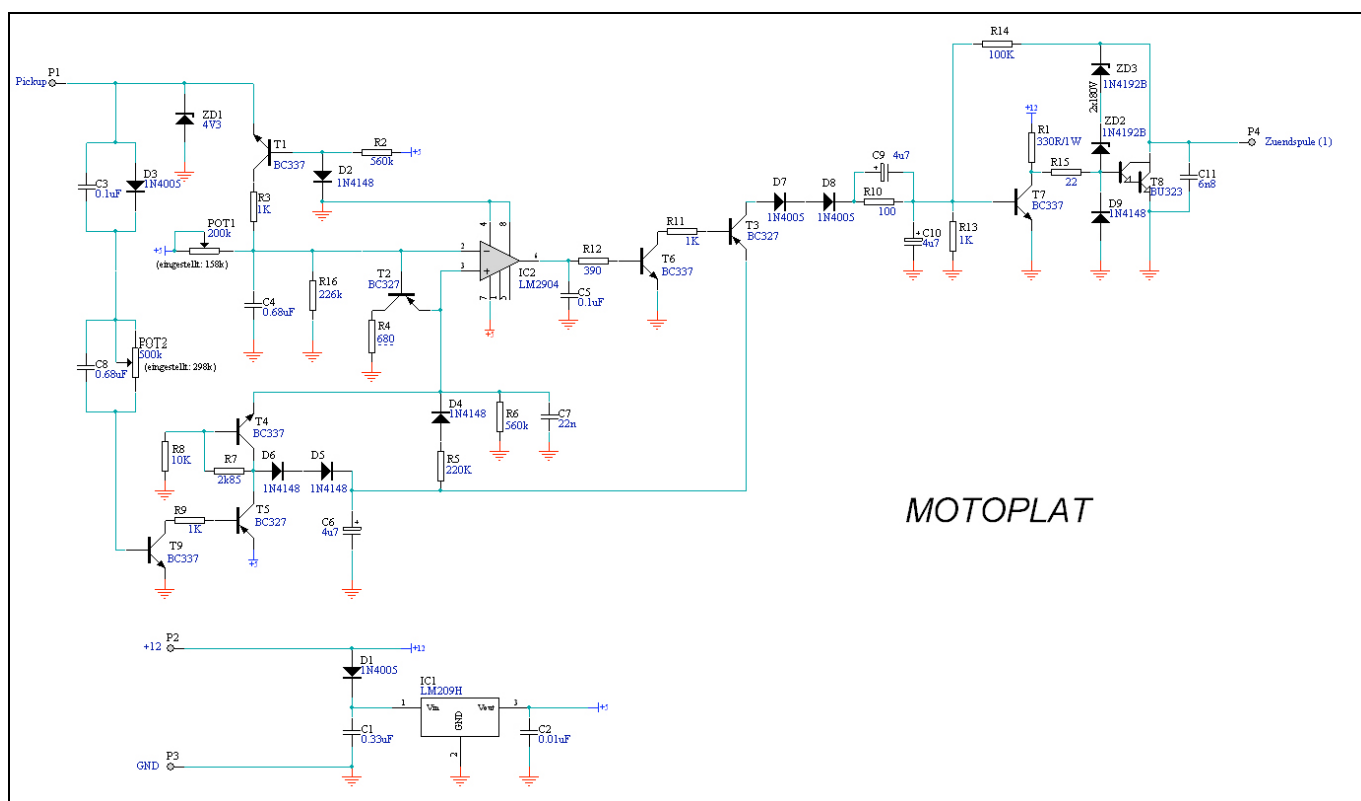 P1
Pickup
ZD1
4V3
C3
0.1uF
D3
1N4005
T1
BC337
R2
560k
+5
D2
1N4148
R3
1K
POT1
200k
+5
(eingestellt: 158k)
C4
0.68uF
R16
226k
T2
BC327
R4
680
4
8
2
3
6
7
1
5
IC2
LM2904
+5
C5
0.1uF
R12
390
T6
BC337
R11
1K
T3
BC327
D7
1N4005
D8
1N4005
C9
4u7
R10
100
C10
4u7
R13
1K
R14
100K
+12
R1
330R/1W
T7
BC337
R15
22
ZD3
1N4192B
2x180V
ZD2
1N4192B
D9
1N4148
T8
BU323
C11
6n8
P4
Zuendspule (1)
C8
0.68uF
POT2
500k
(eingestellt: 298k)
T4
BC337
R8
10K
R7
2k85
D6
1N4148
D5
1N4148
D4
1N4148
R5
220K
R6
560k
C7
22n
R9
1K
T5
BC327
+5
C6
4u7
T9
BC337
MOTOPLAT
P2
+12
+12
D1
1N4005
IC1
LM209H
1
Vin
Vout
3
GND
2
+5
C1
0.33uF
C2
0.01uF
P3
GND